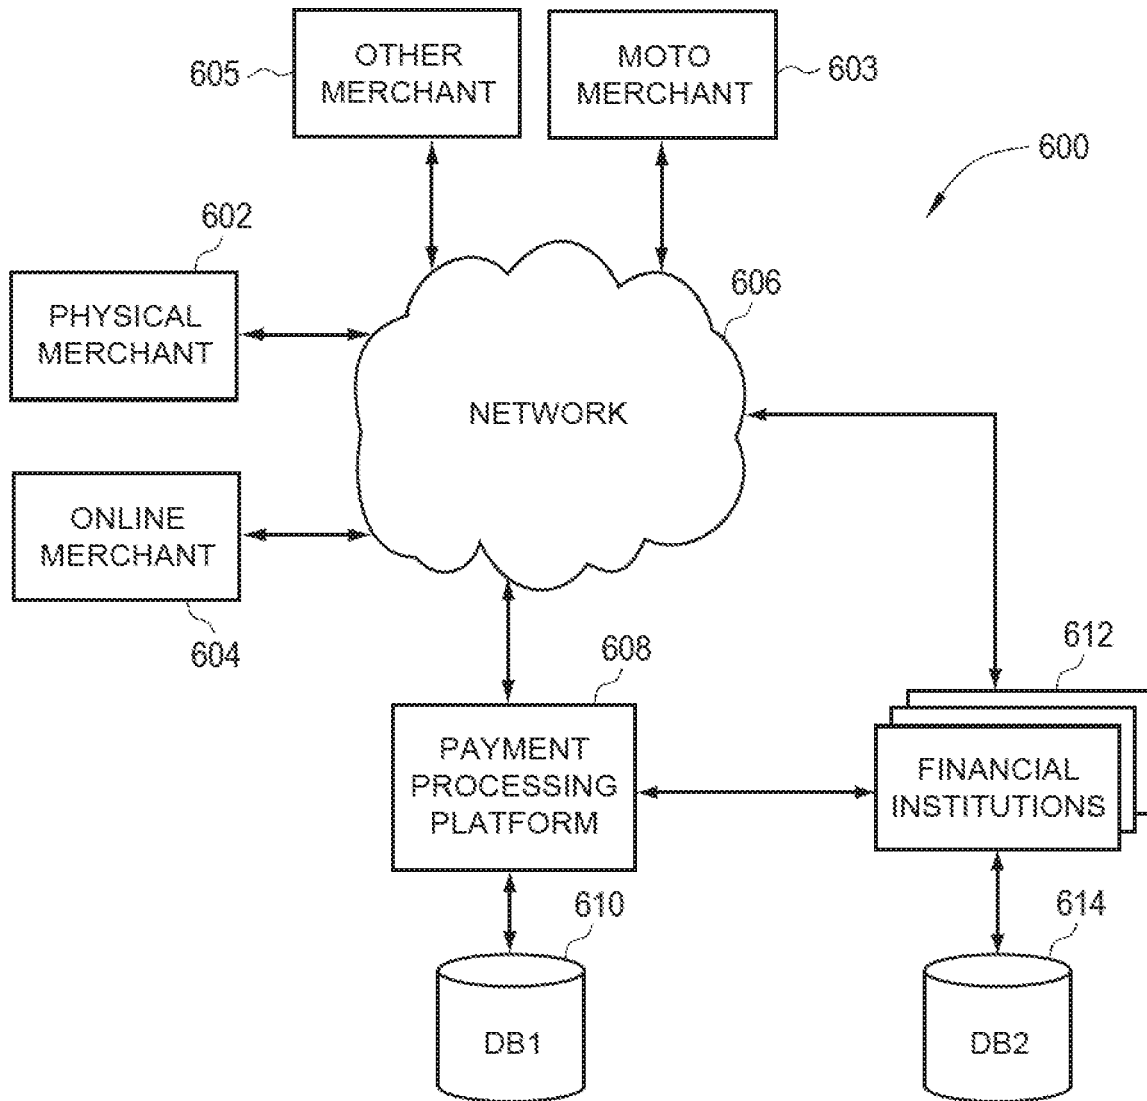 OTHER
MERCHANT
605
MOTO
MERCHANT
603
600
602
PHYSICAL
MERCHANT
606
NETWORK
ONLINE
MERCHANT
604
608
612
PAYMENT
PROCESSING
PLATFORM
FINANCIAL
INSTITUTIONS
610
614
DB1
DB2